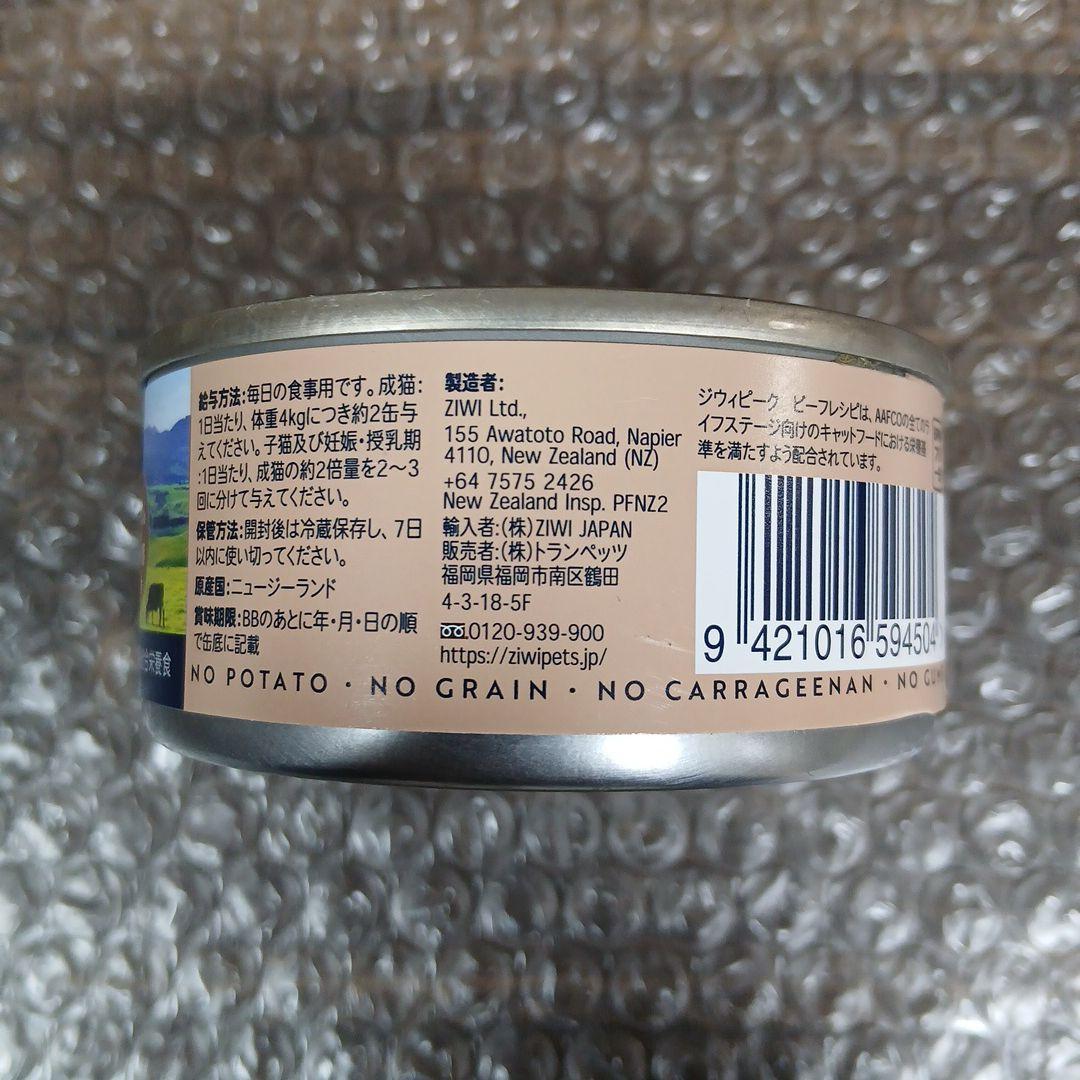 給与方法:毎日の食事用です。成猫:
1日当たり、体重4kgにつき約2缶与
えてください。子猫及び妊娠・授乳期
:1日当たり、成猫の約2倍量を2～3
回に分けて与えてください。
保管方法:開封後は冷蔵保存し、7日
以内に使い切ってください。
原産国:ニュージーランド
賞味期限:BBのあとに年・月・日の順
で缶底に記載
製造者:
ZIWI Ltd.,
155 Awatoto Road, Napier
4110, New Zealand (NZ)
+64 7575 2426
New Zealand Insp. PFNZ2
輸入者:(株)ZIWI JAPAN
販売者:(株)トランペッツ
福岡県福岡市南区鶴田
4-3-18-5F
0120-939-900
https://ziwipets.jp/
ジウィピーク ビーフレシピは、AAFCOの全てのラ
イフステージ向けのキャットフードにおける栄養基
準を満たすよう配合されています。
9 421016 594504
栄養食
NO POTATO · NO GRAIN · NO CARRAGEENAN · NO